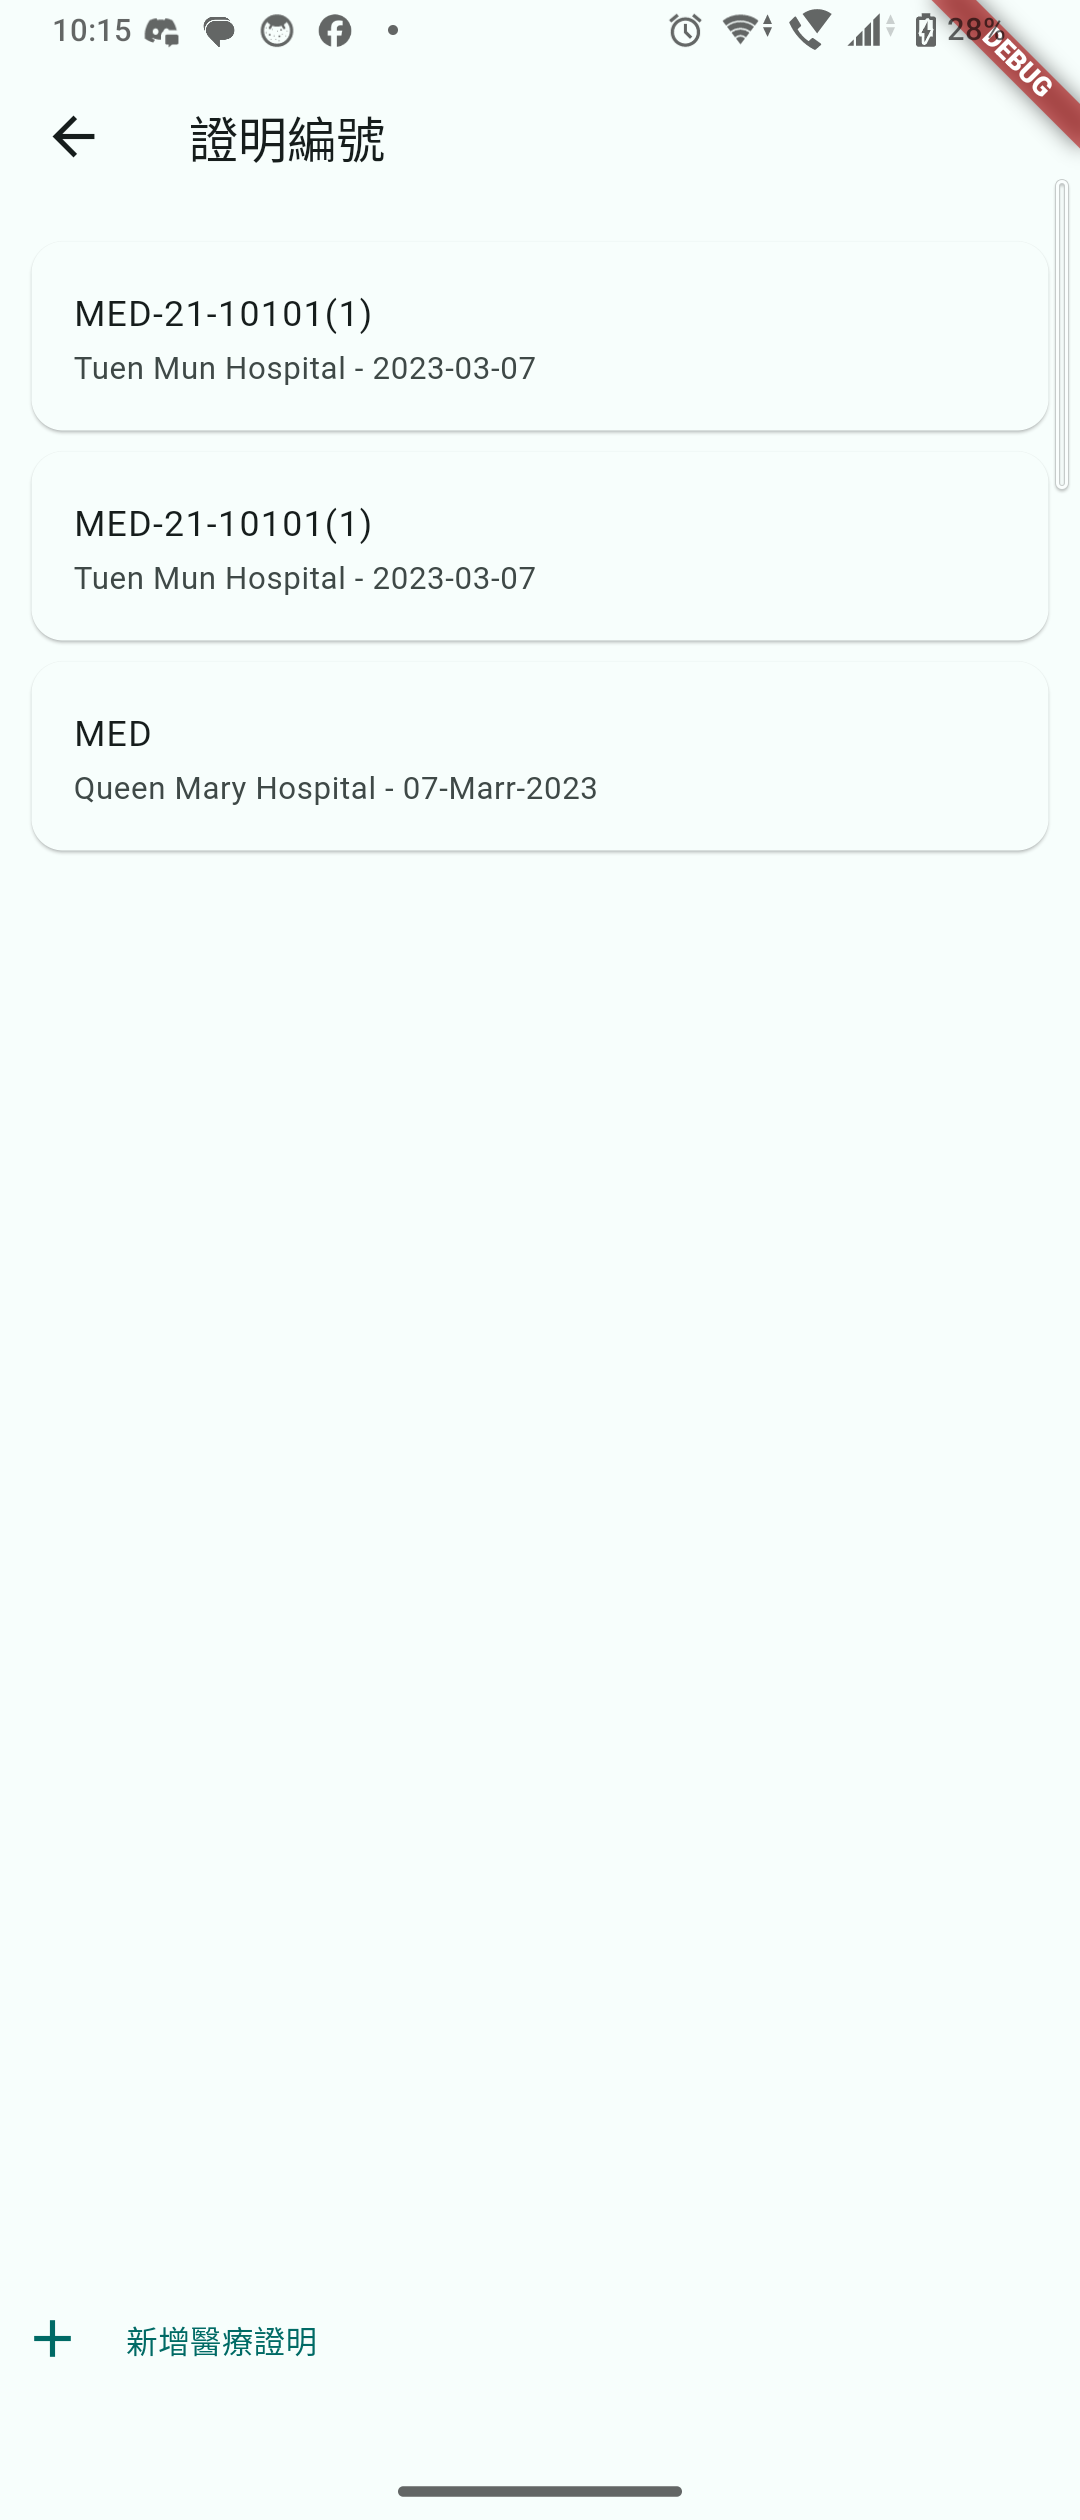 10:15
28%
DEBUG
證明編號
MED-21-10101(1)
Tuen Mun Hospital - 2023-03-07
MED-21-10101(1)
Tuen Mun Hospital - 2023-03-07
MED
Queen Mary Hospital - 07-Marr-2023
新增醫療證明